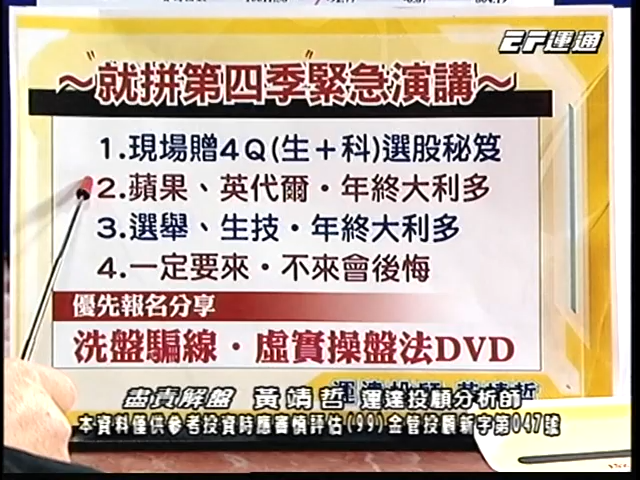 運通
～"就拼第四季"緊急演講～
1.現場贈4Q(生＋科)選股秘笈
2.蘋果、英代爾‧年終大利多
3.選舉、生技‧年終大利多
4.一定要來‧不來會後悔
優先報名分享
洗盤騙線‧虛實操盤法DVD
盡責解盤 黃靖哲 運達投顧分析師
本資料僅供參考投資時應審慎評估(99)金管投顧新字第047號